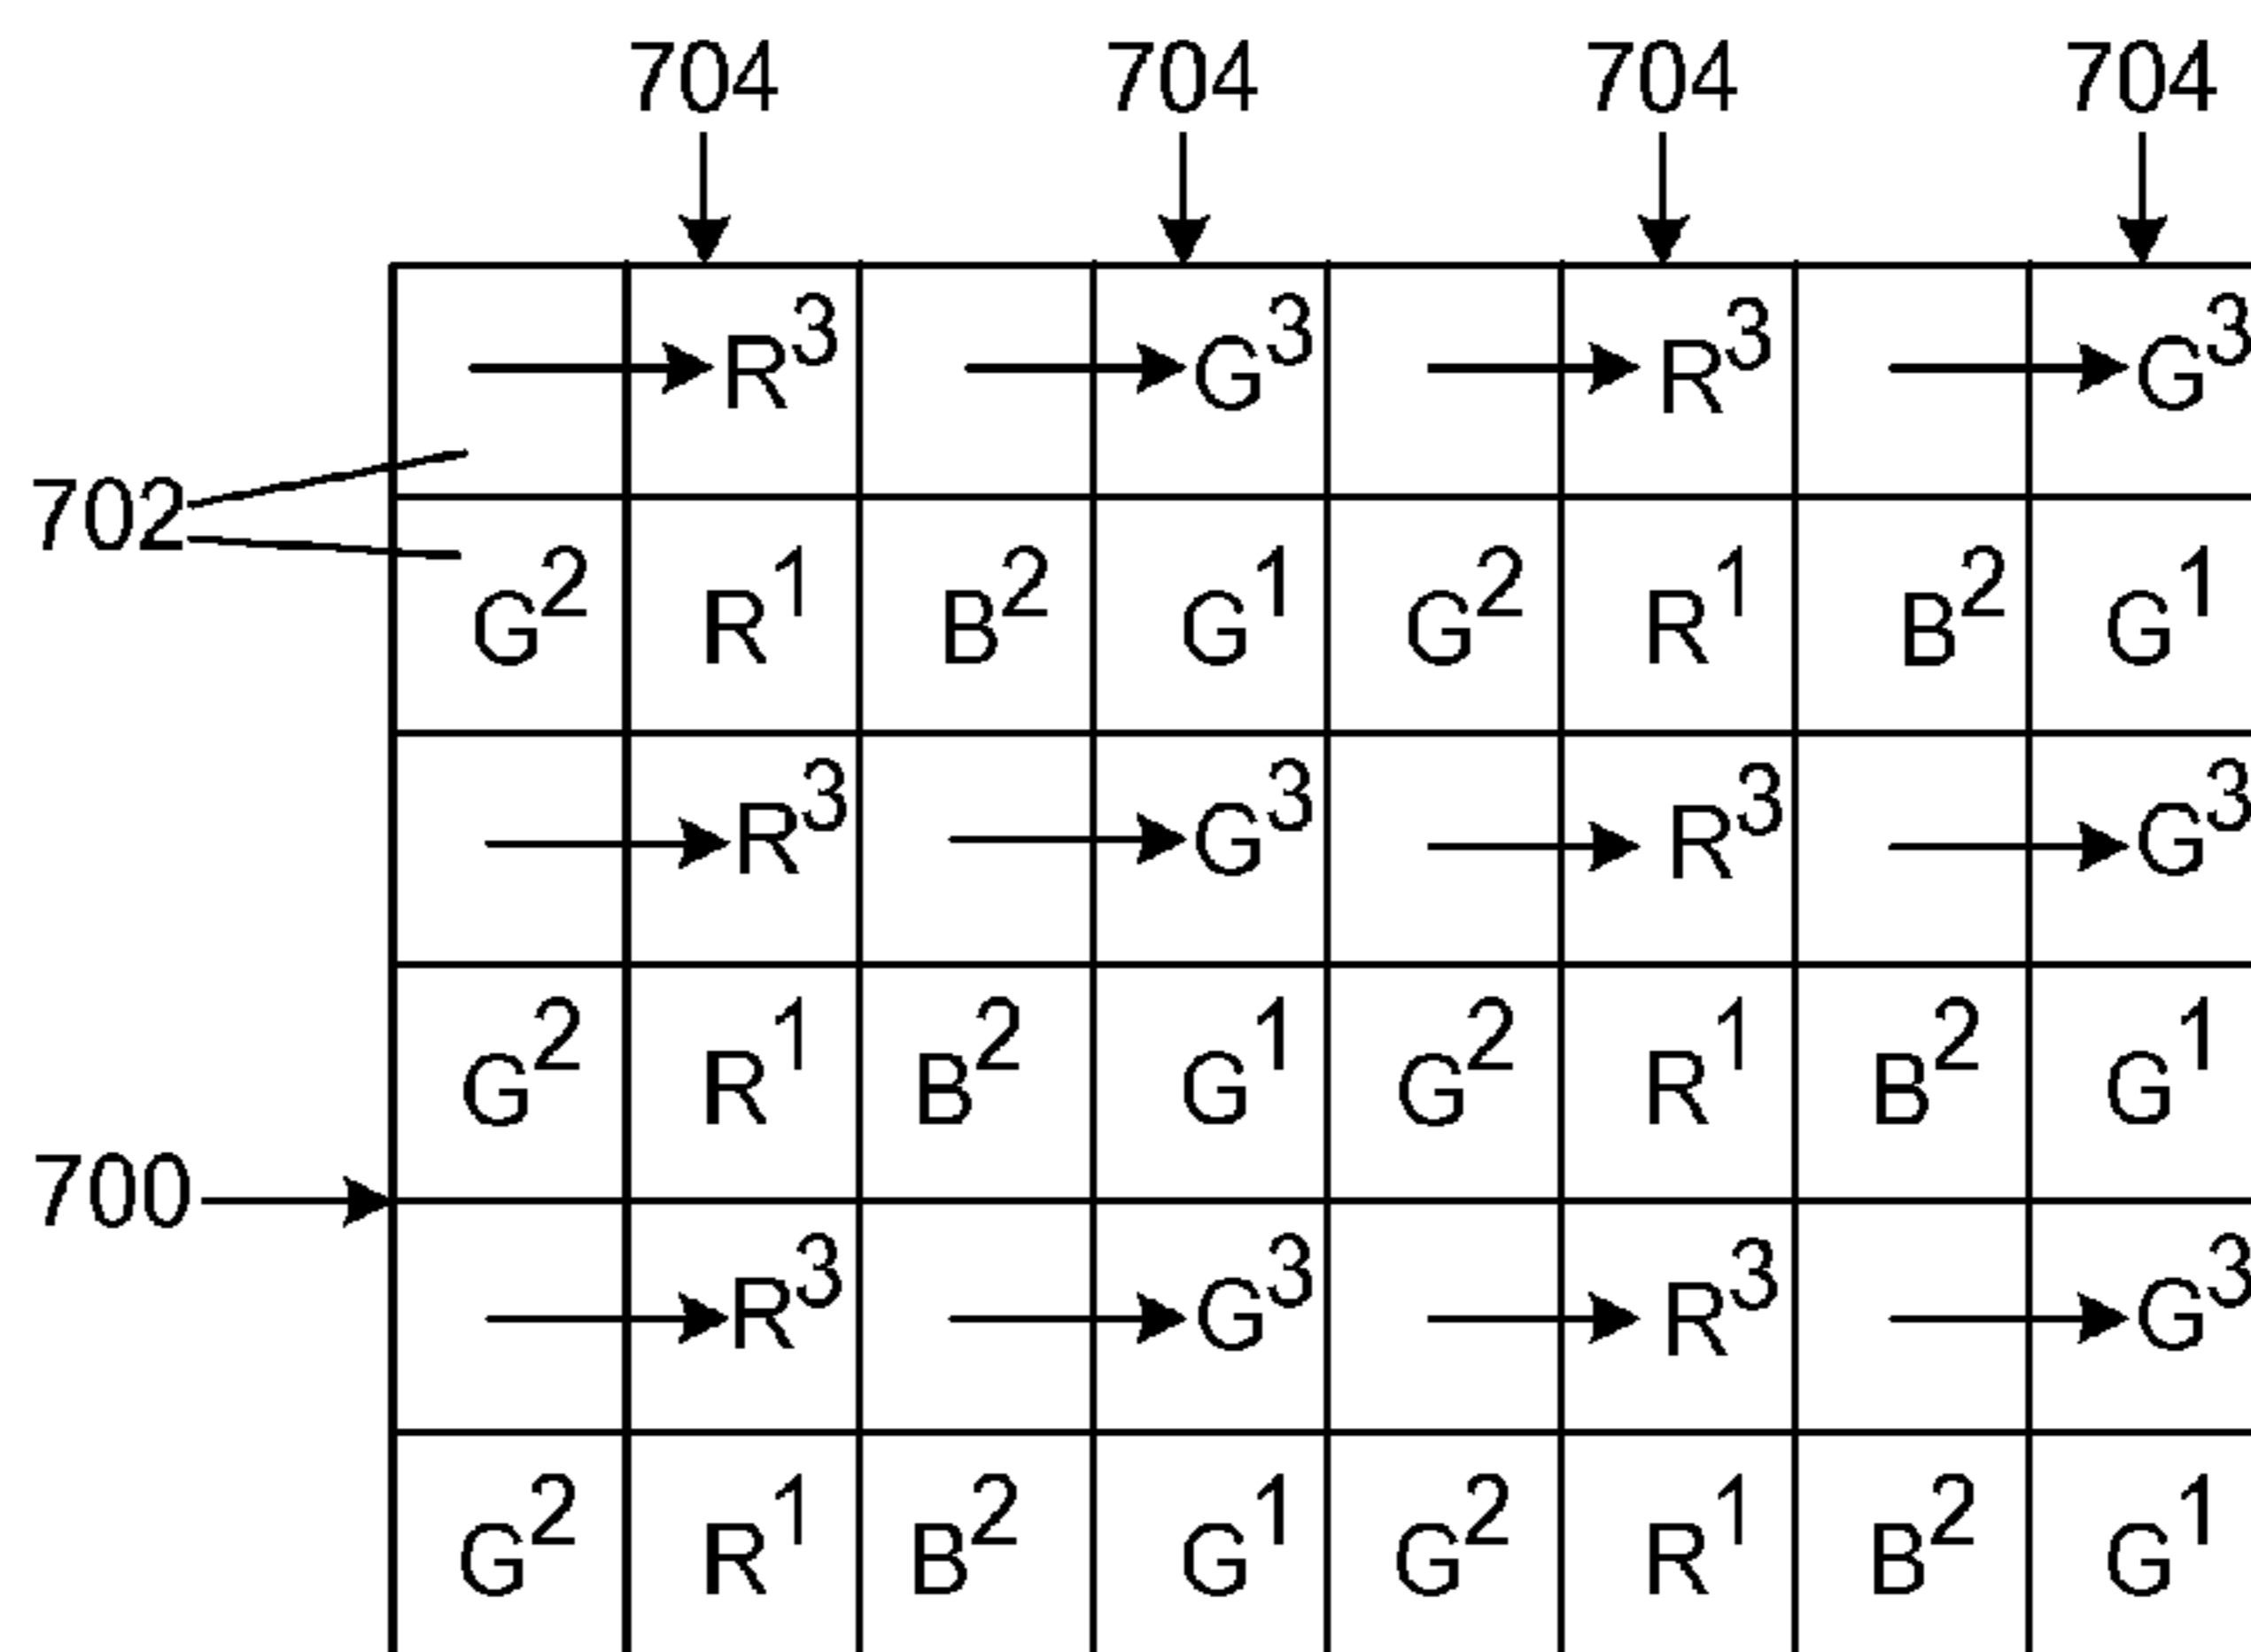 704 704 704 704
R³ G³ R³ G³
702
G² R¹ B² G¹ G² R¹ B² G¹
R³ G³ R³ G³
G² R¹ B² G¹ G² R¹ B² G¹
700
R³ G³ R³ G³
G² R¹ B² G¹ G² R¹ B² G¹